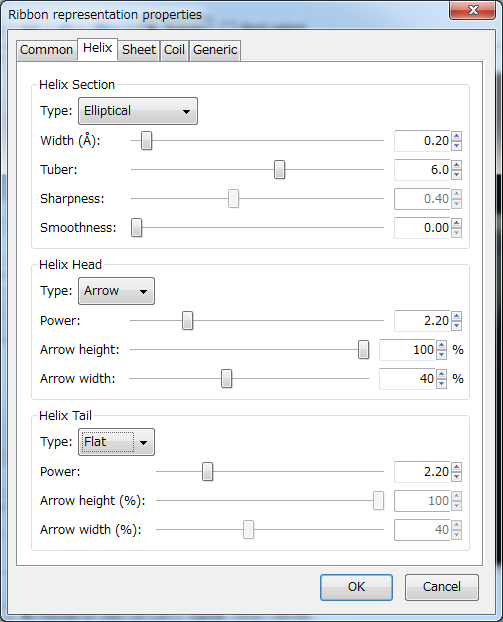 Ribbon representation properties
Common Helix Sheet Coil Generic
Helix Section
Type: Elliptical
Width (Å): 0.20
Tuber: 6.0
Sharpness: 0.40
Smoothness: 0.00
Helix Head
Type: Arrow
Power: 2.20
Arrow height: 100 %
Arrow width: 40 %
Helix Tail
Type: Flat
Power: 2.20
Arrow height (%): 100
Arrow width (%): 40
OK Cancel